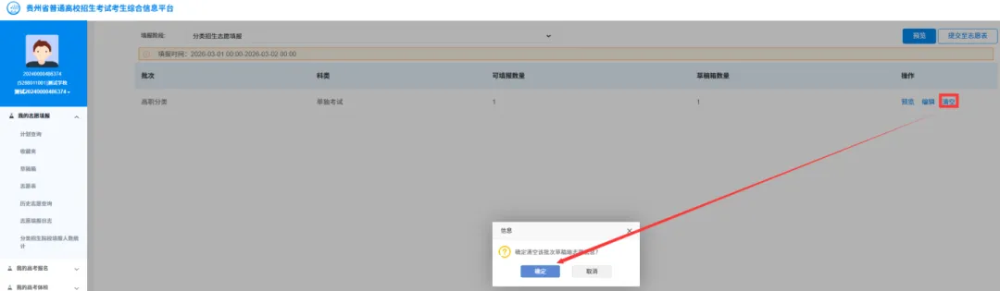 贵州省普通高校招生考试考生综合信息平台
填报阶段： 分类招生志愿填报 预览 提交至志愿表
填报时间：2026-03-01 00:00-2026-03-02 00:00
批次 科类 可填报数量 草稿箱数量 操作
高职分类 单独考试 1 1 预览 编辑 清空
20240000486374
测试20240000486374
我的志愿填报
计划查询
收藏夹
草稿箱
志愿表
历史志愿查询
志愿填报日志
分类招生院校填报人数统
计
我的高考报名
我的高考体检
信息
确定清空该批次草稿箱志愿信息？
确定 取消